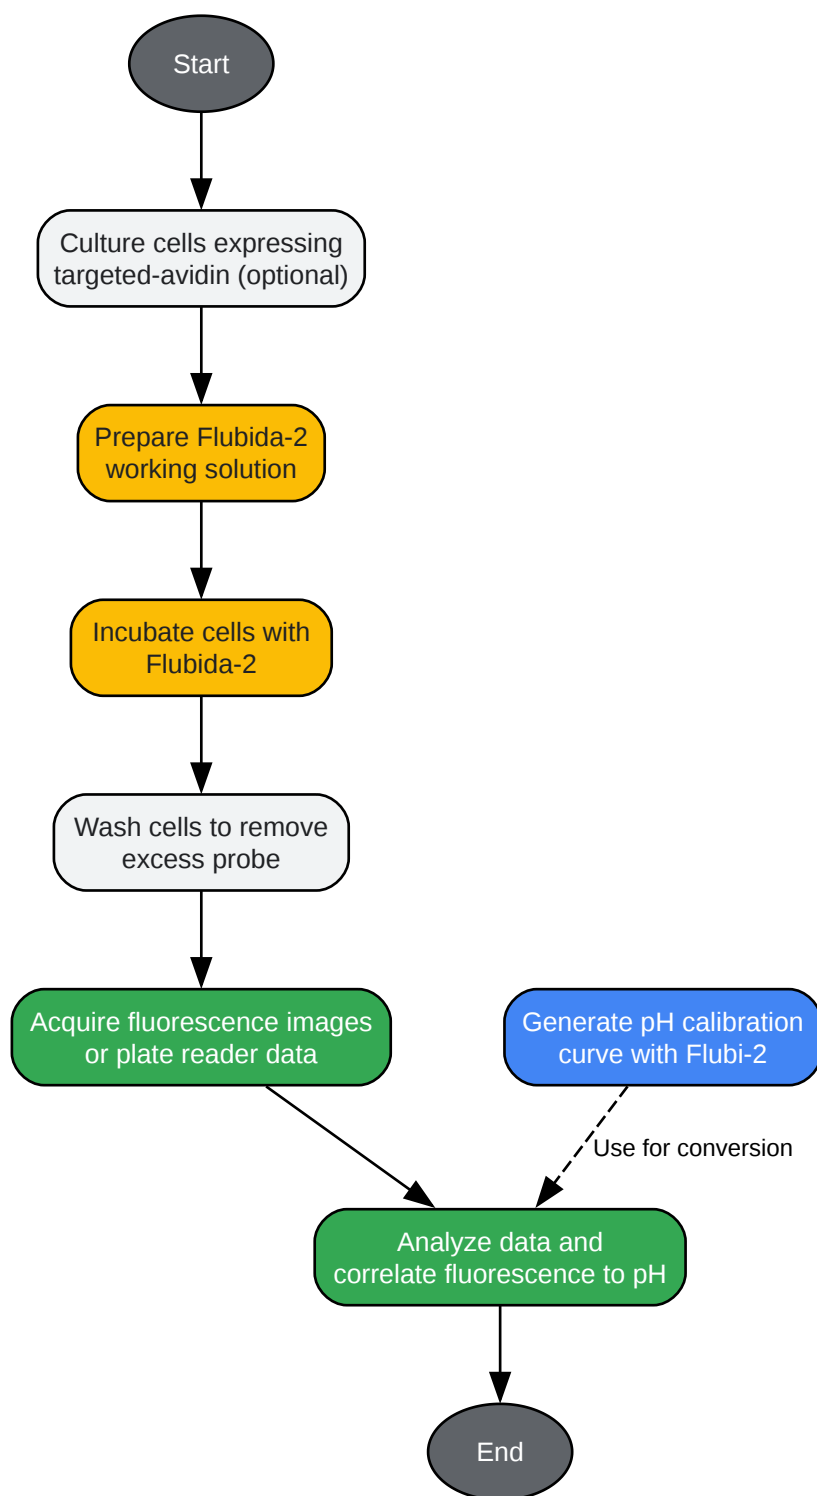 Start
Culture cells expressing
targeted-avidin (optional)
Prepare Flubida-2
working solution
Incubate cells with
Flubida-2
Wash cells to remove
excess probe
Acquire fluorescence images
or plate reader data
Generate pH calibration
curve with Flubi-2
Use for conversion
Analyze data and
correlate fluorescence to pH
End